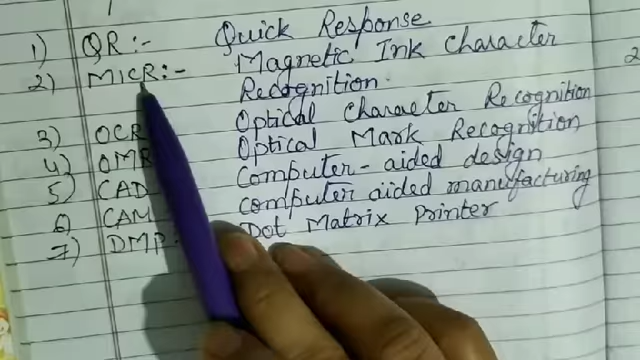 1) QR:- Quick Response
2) MICR:- Magnetic Ink Character
Recognition.
3) OCR Optical Character Recognition
4) OMR Optical Mark Recognition
5) CAD Computer-aided design
6) CAM Computer aided manufacturing
7) DMP: Dot Matrix Printer
2